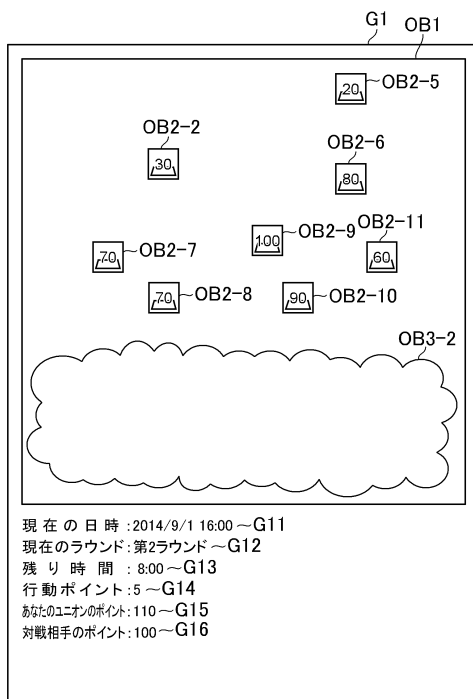 G1
OB1
20
OB2-5
OB2-2
30
OB2-6
80
OB2-9
100
OB2-11
60
70
OB2-7
70
OB2-8
90
OB2-10
OB3-2
現在の日時:2014/9/1 16:00~G11
現在のラウンド:第2ラウンド~G12
残り時間:8:00~G13
行動ポイント:5~G14
あなたのユニオンのポイント:110~G15
対戦相手のポイント:100~G16